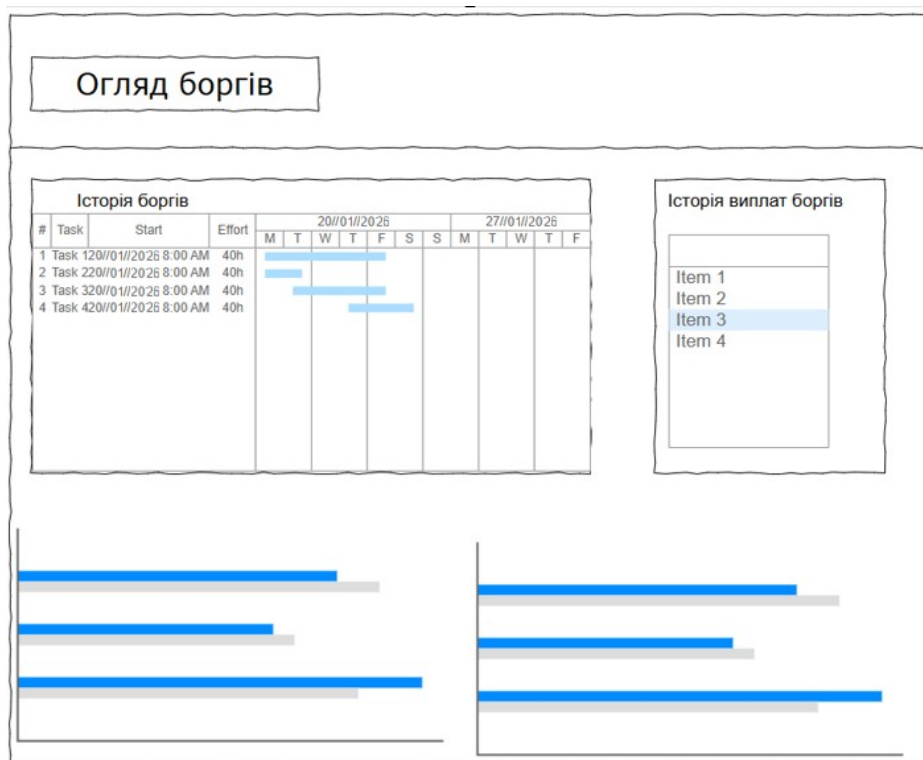 Огляд боргів
Історія боргів
# Task Start Effort 20//01//2026 27//01//2026
M T W T F S S M T W T F
1 Task 120//01//2026 8:00 AM 40h
2 Task 220//01//2026 8:00 AM 40h
3 Task 320//01//2026 8:00 AM 40h
4 Task 420//01//2026 8:00 AM 40h
Історія виплат боргів
Item 1
Item 2
Item 3
Item 4